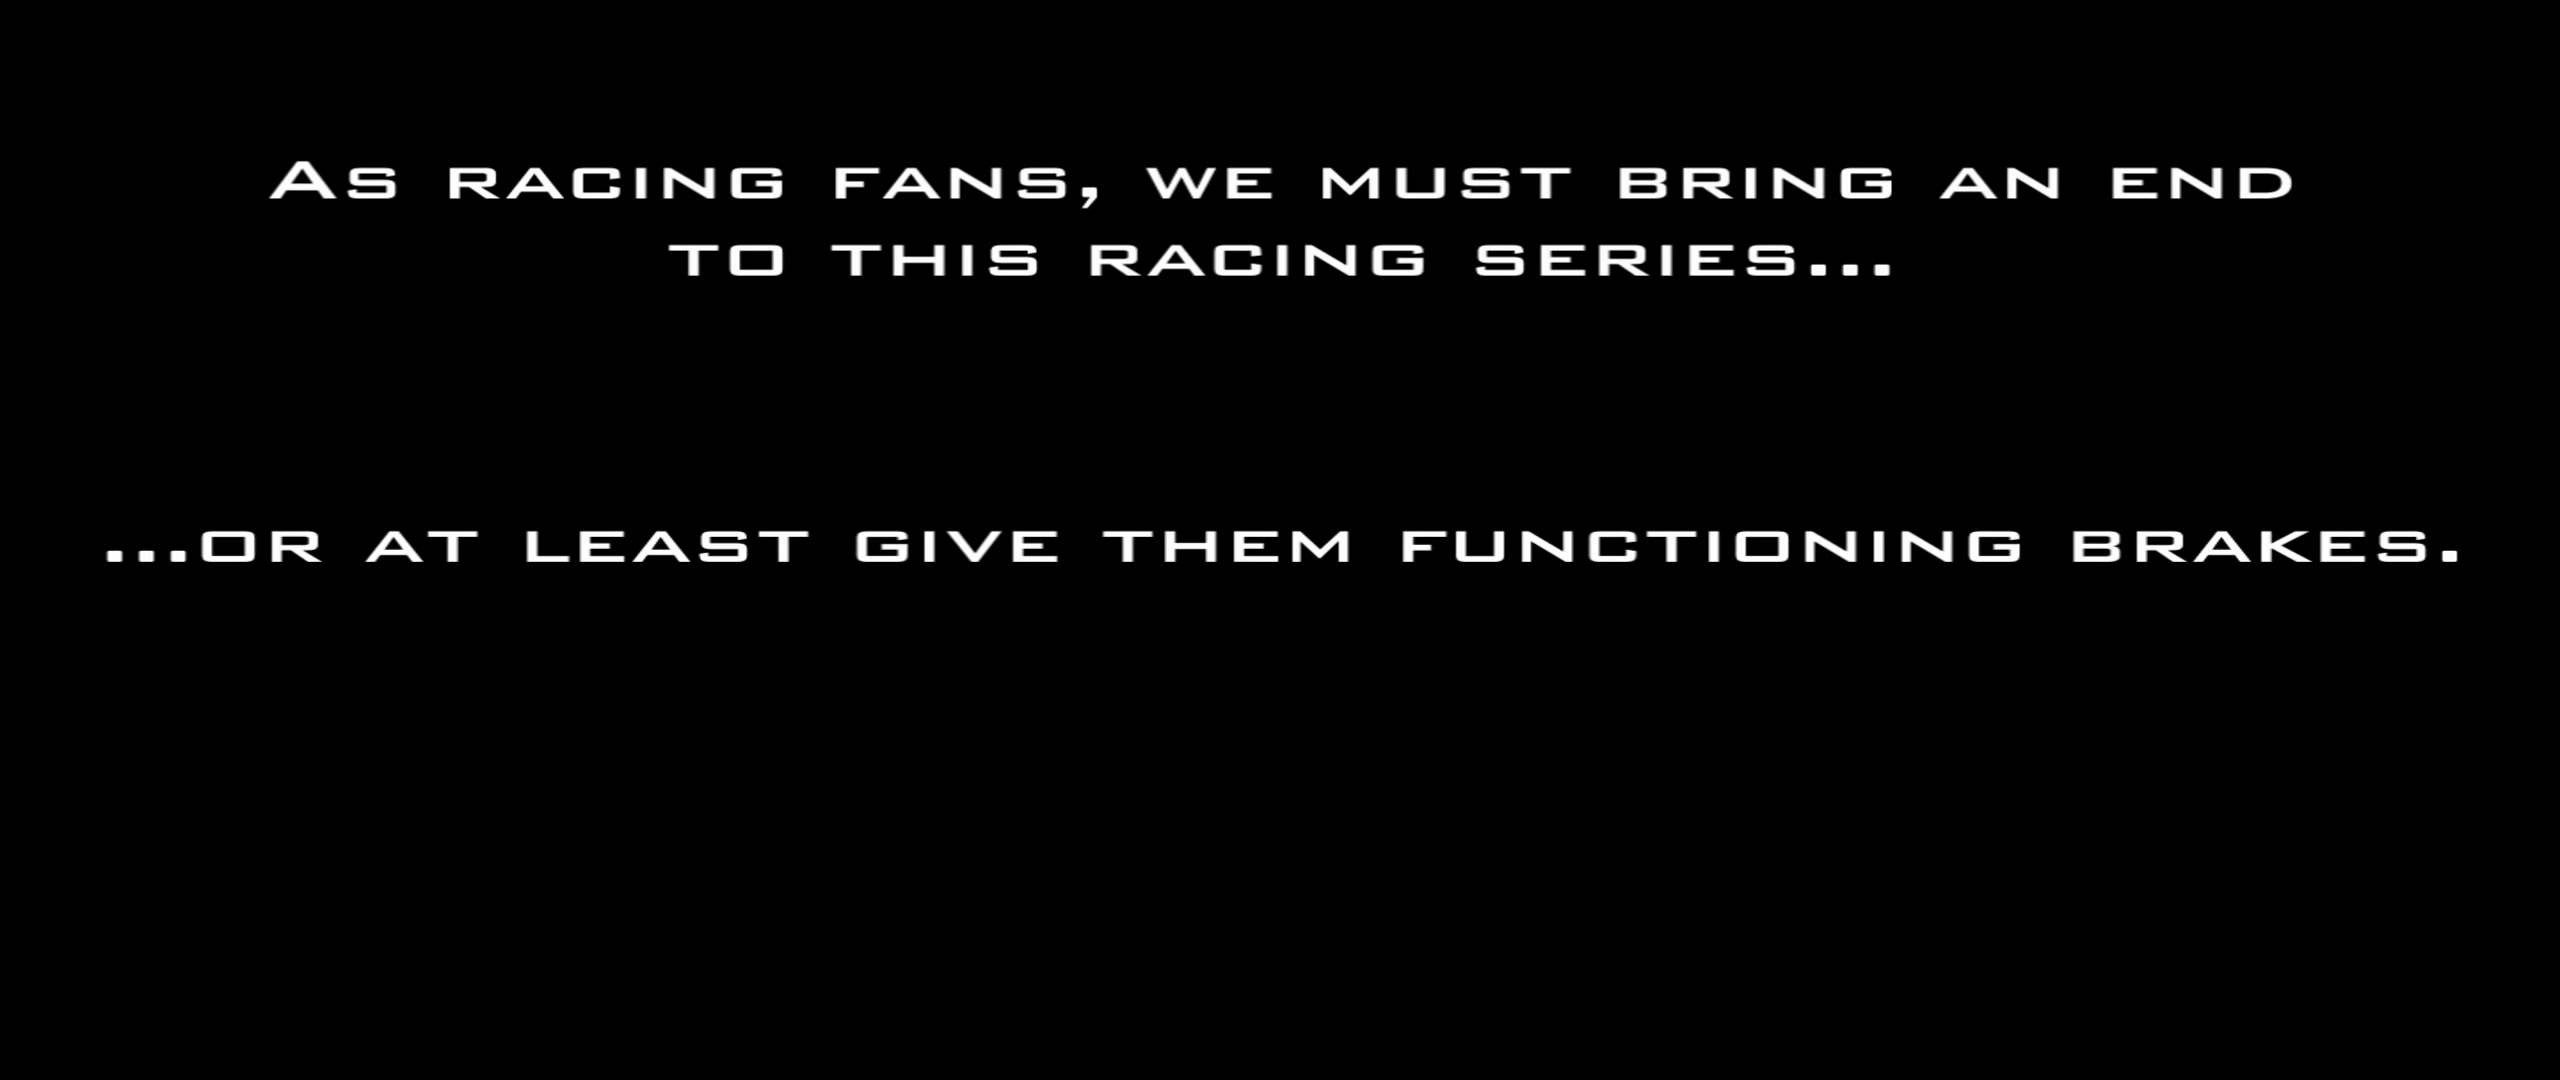 As racing fans, we must bring an end
to this racing series...
...or at least give them functioning brakes.